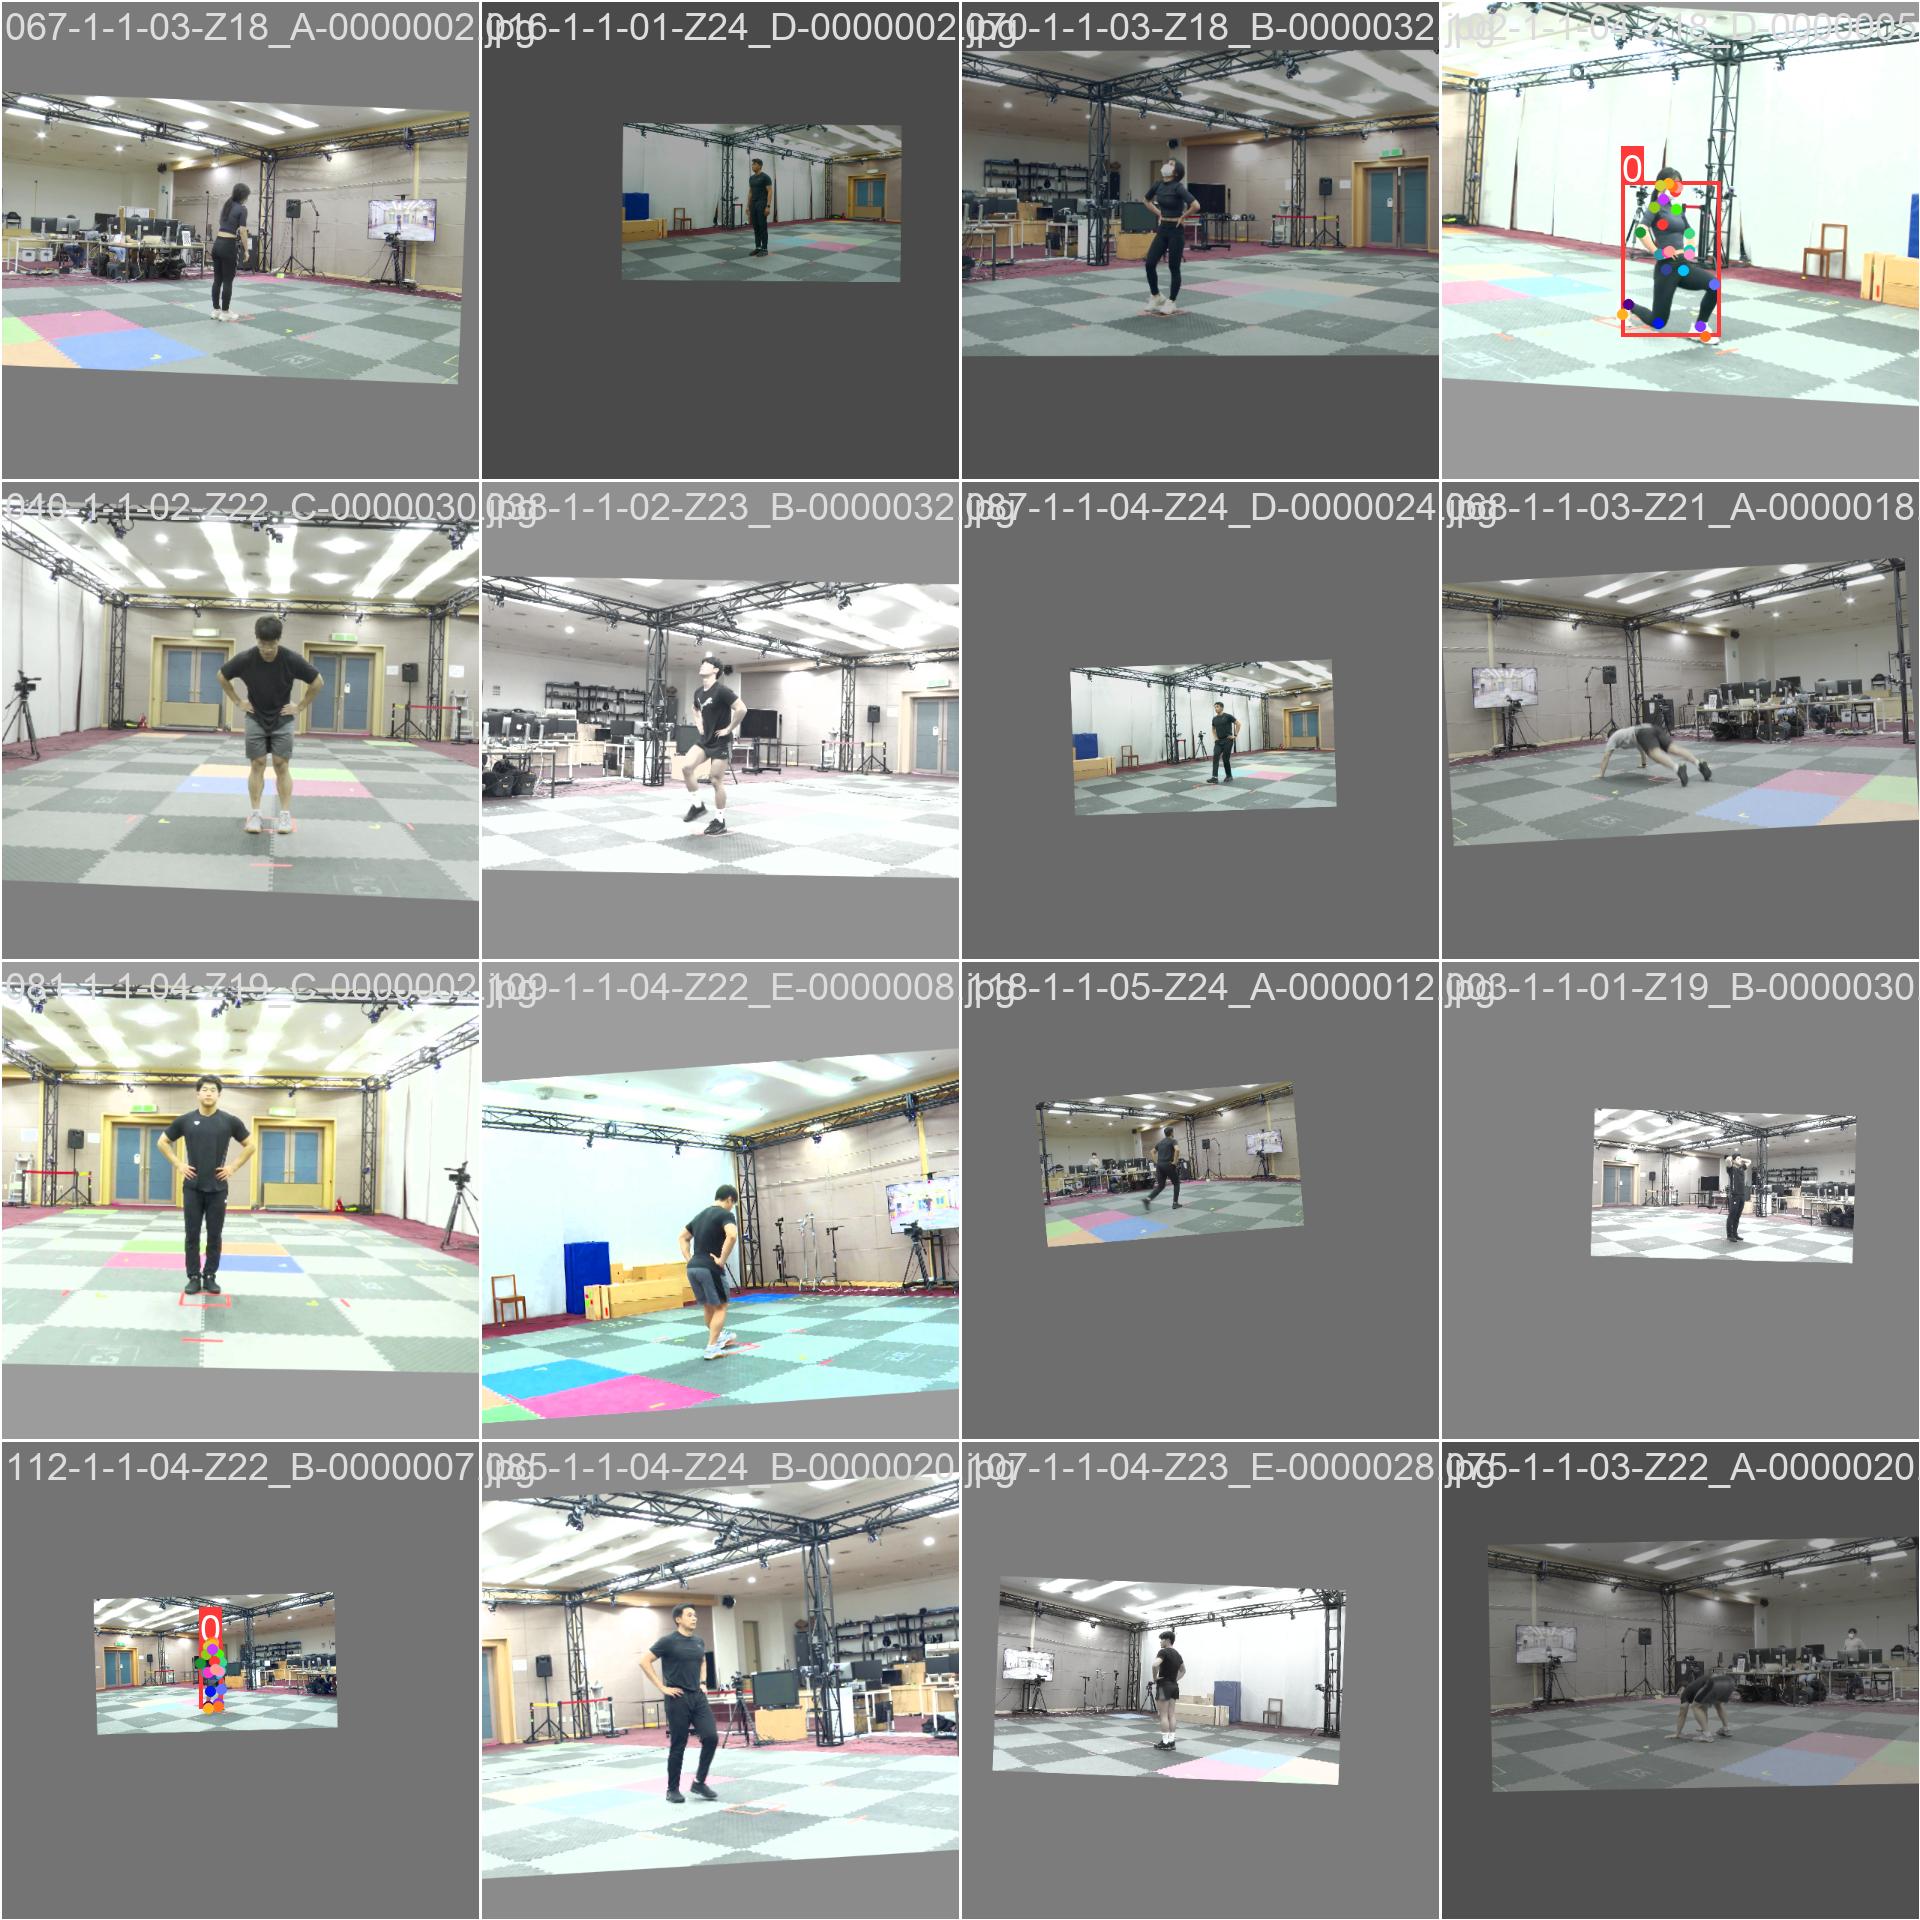 067-1-1-03-Z18_A-0000002.jpg
016-1-1-01-Z24_D-0000002.jpg
070-1-1-03-Z18_B-0000032.jpg
102-1-1-04-Z18_D-0000005
0
040-1-1-02-Z22_C-0000030.jpg
038-1-1-02-Z23_B-0000032.jpg
087-1-1-04-Z24_D-0000024.jpg
068-1-1-03-Z21_A-0000018
081-1-1-04-Z19_C-0000002.jpg
109-1-1-04-Z22_E-0000008.jpg
118-1-1-05-Z24_A-0000012.jpg
003-1-1-01-Z19_B-0000030
112-1-1-04-Z22_B-0000007.jpg
085-1-1-04-Z24_B-0000020.jpg
107-1-1-04-Z23_E-0000028.jpg
075-1-1-03-Z22_A-0000020
0